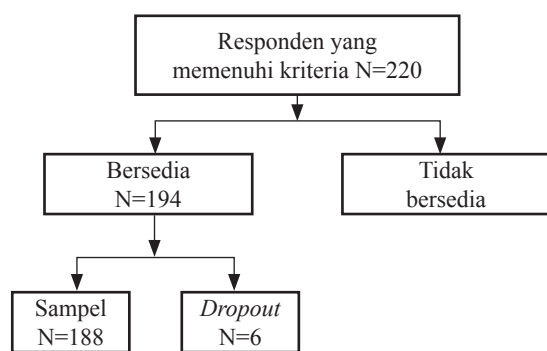 Responden yang
memenuhi kriteria N=220
Bersedia
N=194
Tidak
bersedia
Sampel
N=188
Dropout
N=6